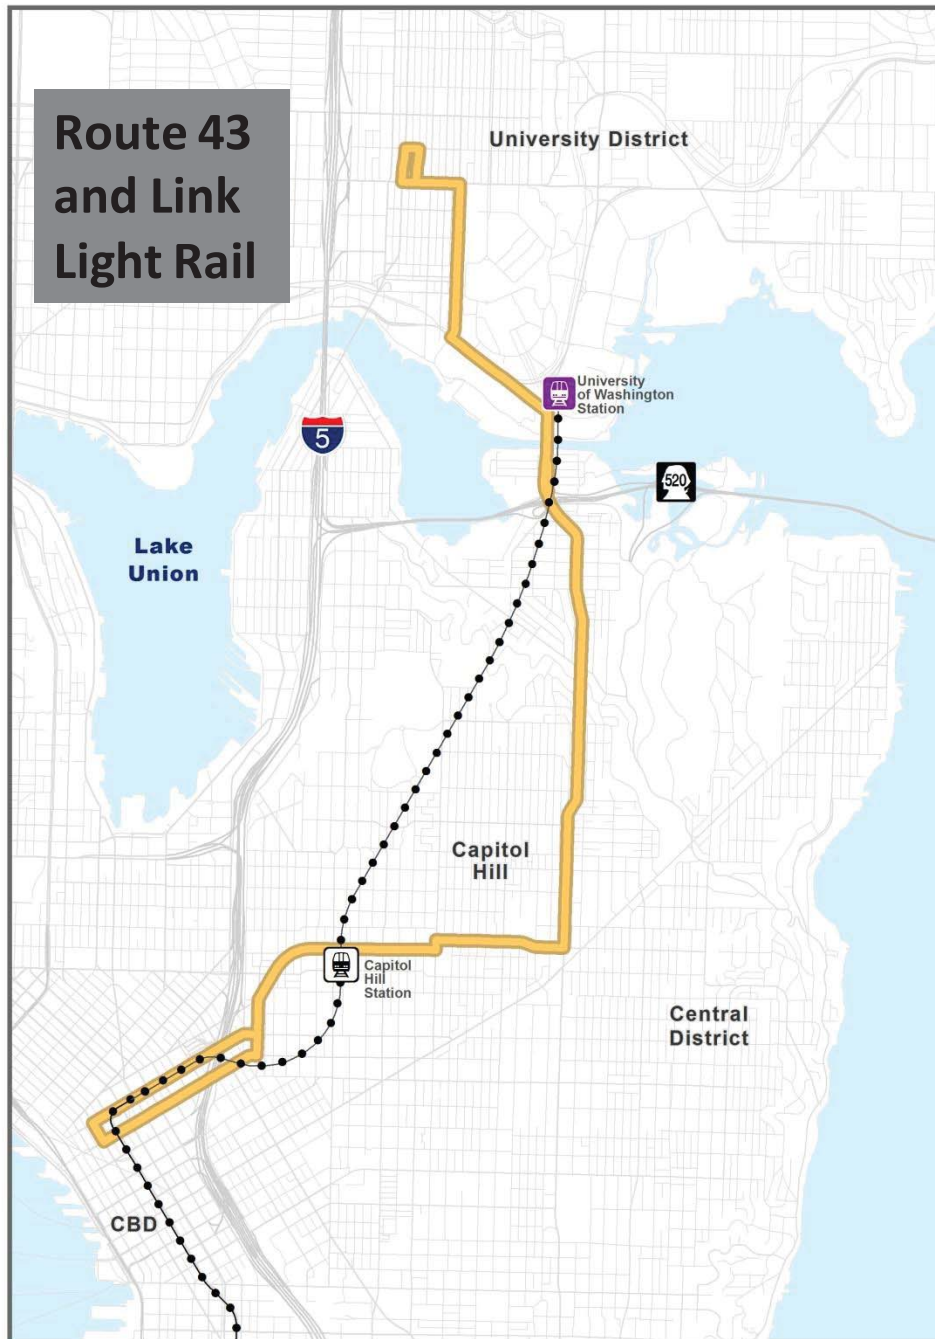 Route 43
and Link
Light Rail
University District
University
of Washington
Station
5
520
Lake
Union
Capitol
Hill
Capitol
Hill
Station
Central
District
CBD